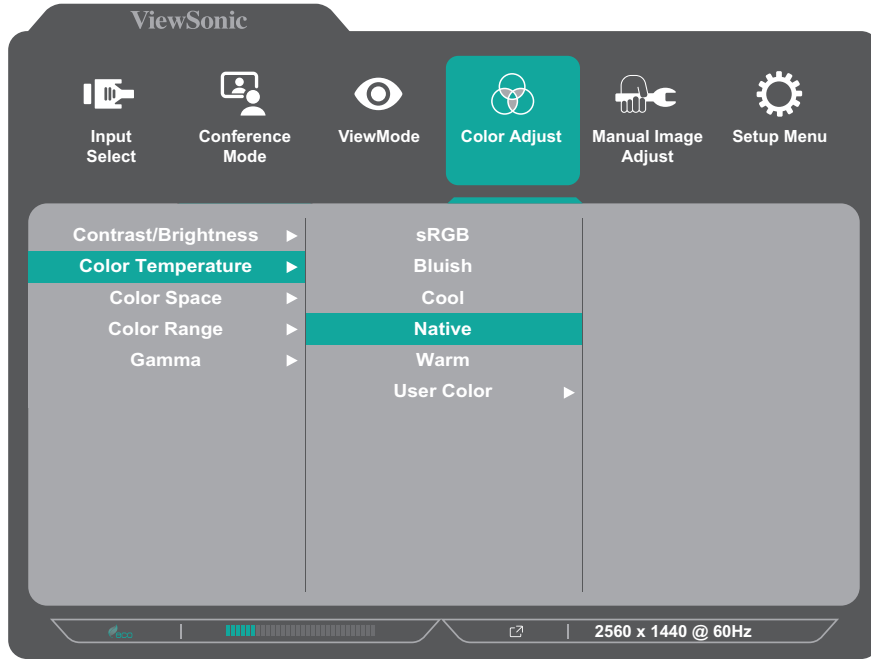 ViewSonic
Input
Select
Conference
Mode
ViewMode
Color Adjust
Manual Image
Adjust
Setup Menu
Contrast/Brightness
Color Temperature
Color Space
Color Range
Gamma
sRGB
Bluish
Cool
Native
Warm
User Color
eco
2560 x 1440 @ 60Hz